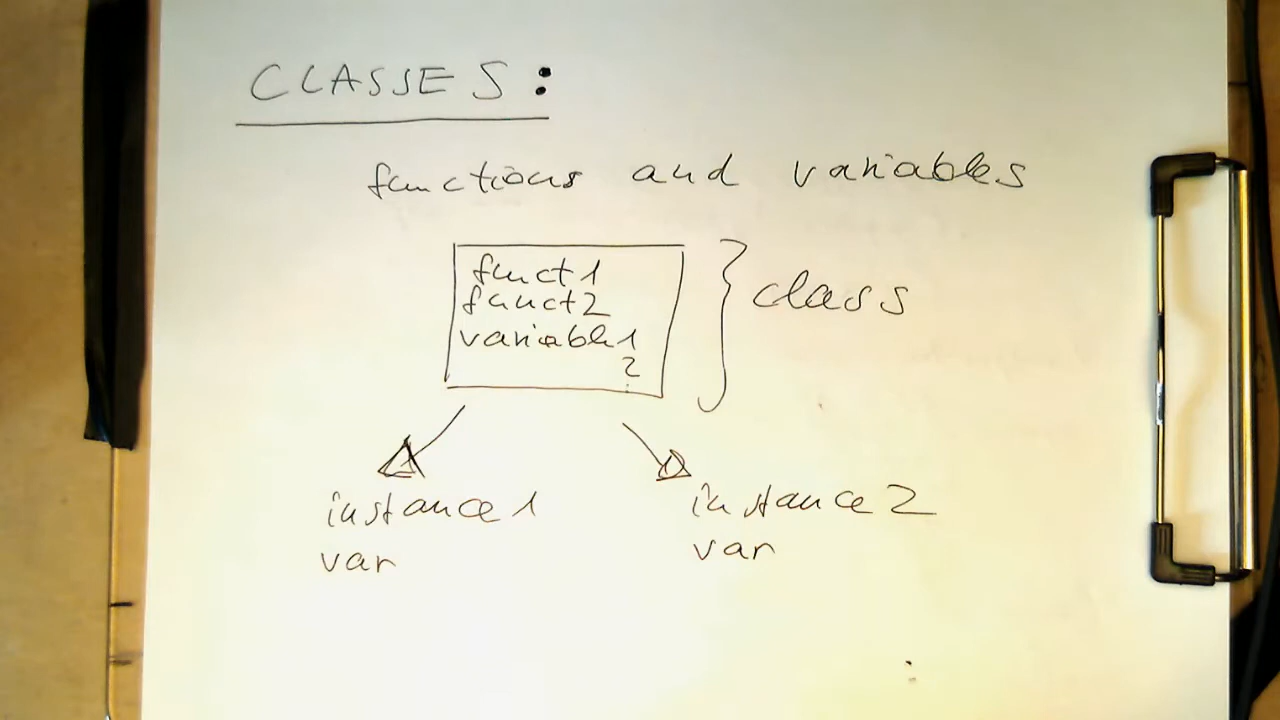 CLASSES:
functions and variables
funct1
funct2
variable1
2
class
instance1
var
instance2
var